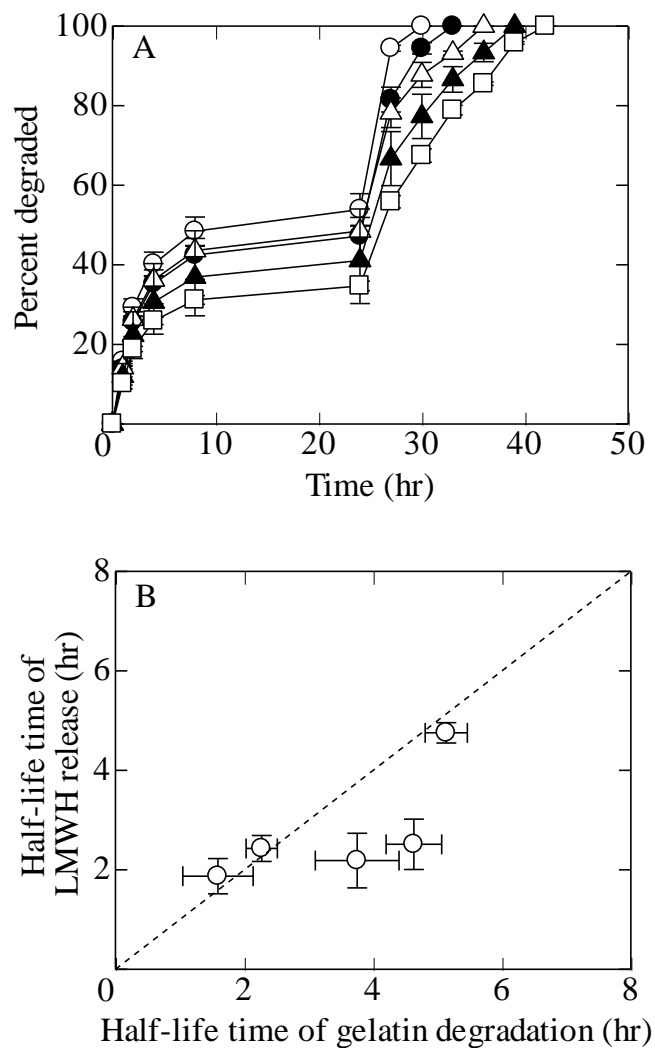 100
A
80
60
40
20
Percent degraded
0 10 20 30 40 50
Time (hr)
8
B
6
4
2
Half-life time of
LMWH release (hr)
0 2 4 6 8
Half-life time of gelatin degradation (hr)